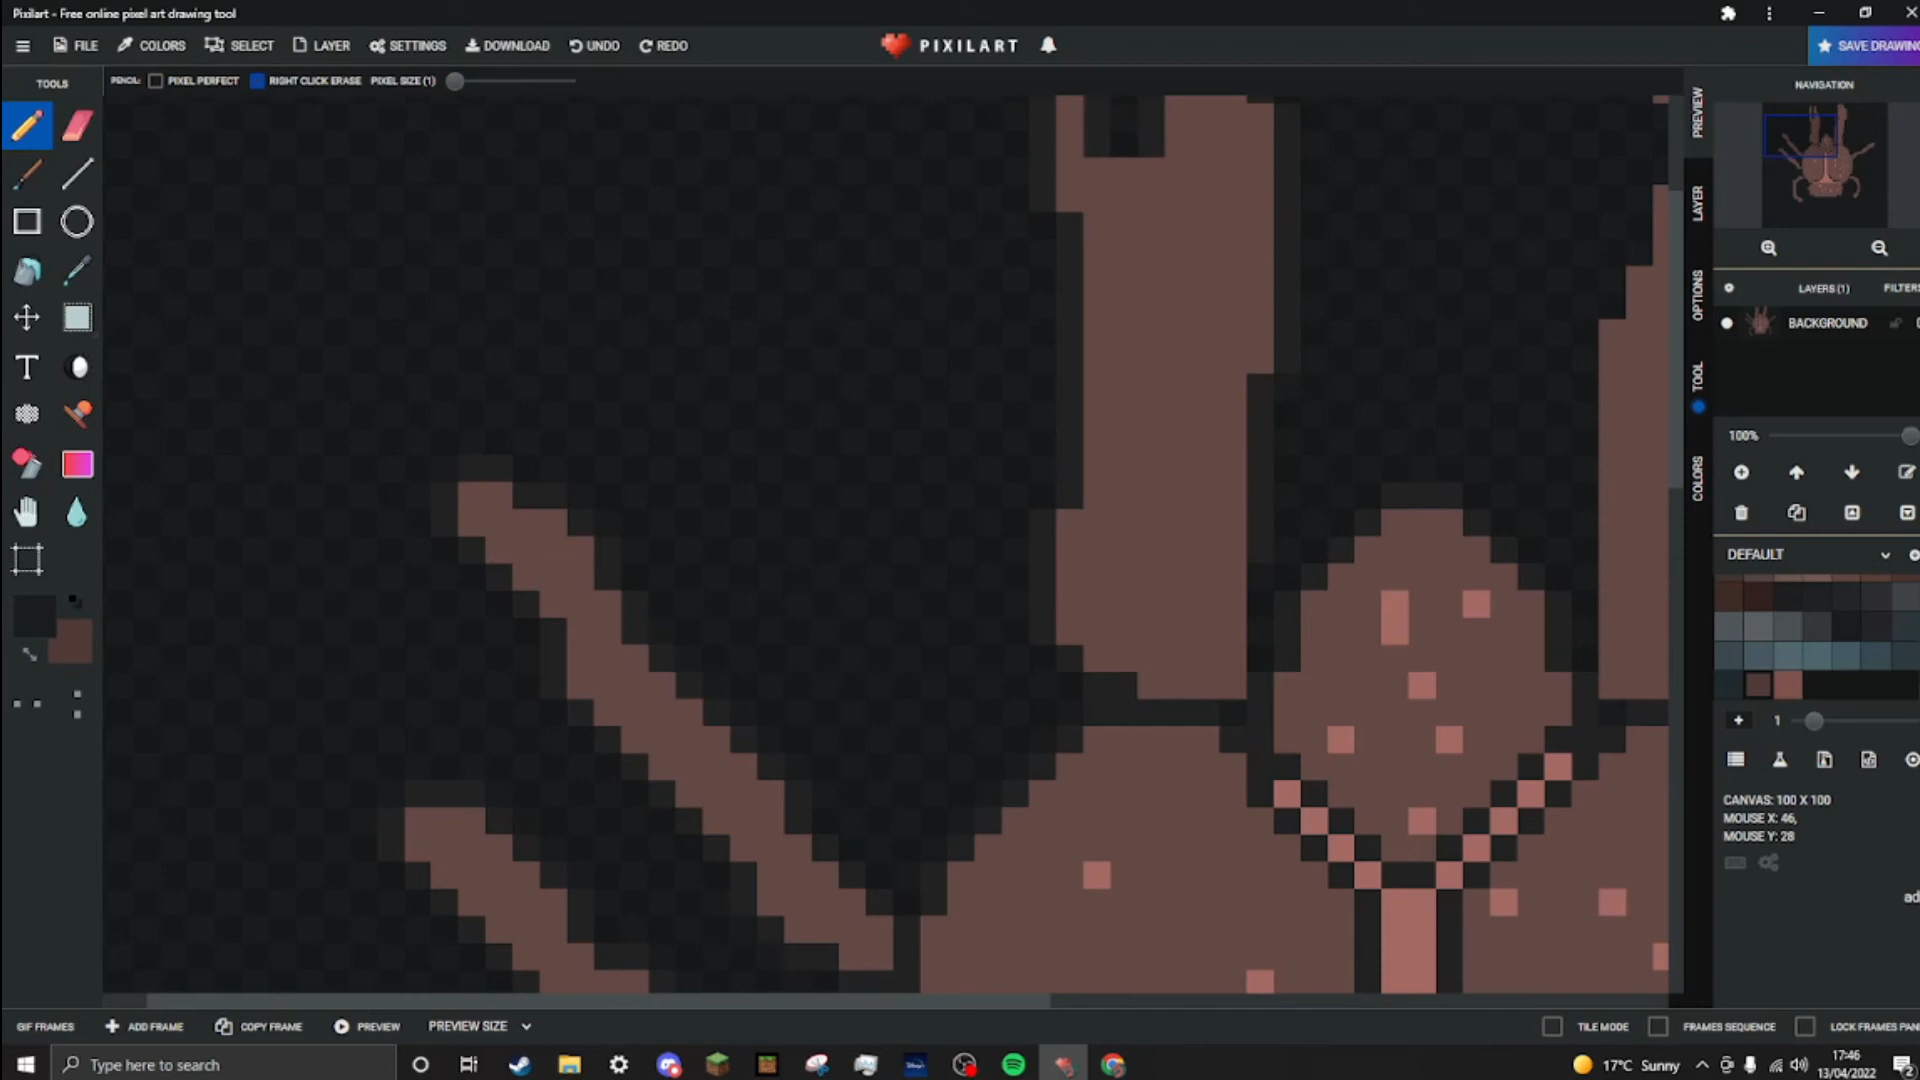 Pixilart - Free online pixel art drawing tool
FILE COLORS SELECT LAYER SETTINGS DOWNLOAD UNDO REDO PIXILART SAVE DRAWING
TOOLS PENCIL: PIXEL PERFECT RIGHT CLICK ERASE PIXEL SIZE (1) NAVIGATION
PREVIEW
LAYER
OPTIONS
TOOL
COLORS
LAYERS (1) FILTERS
BACKGROUND
100%
DEFAULT
1
CANVAS: 100 X 100
MOUSE X: 46,
MOUSE Y: 28
ad
GIF FRAMES ADD FRAME COPY FRAME PREVIEW PREVIEW SIZE TILE MODE FRAMES SEQUENCE LOCK FRAMES PAN
Type here to search
17°C Sunny
17:46
13/04/2022
2